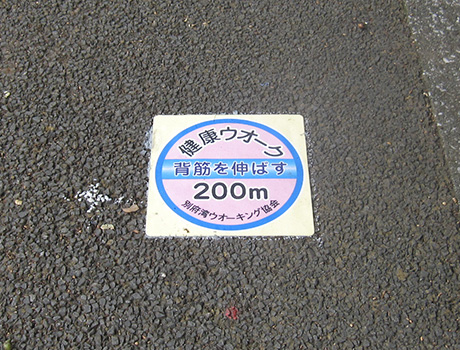 健康ウオーク
背筋を伸ばす
200m
別府湾ウオーキング協会